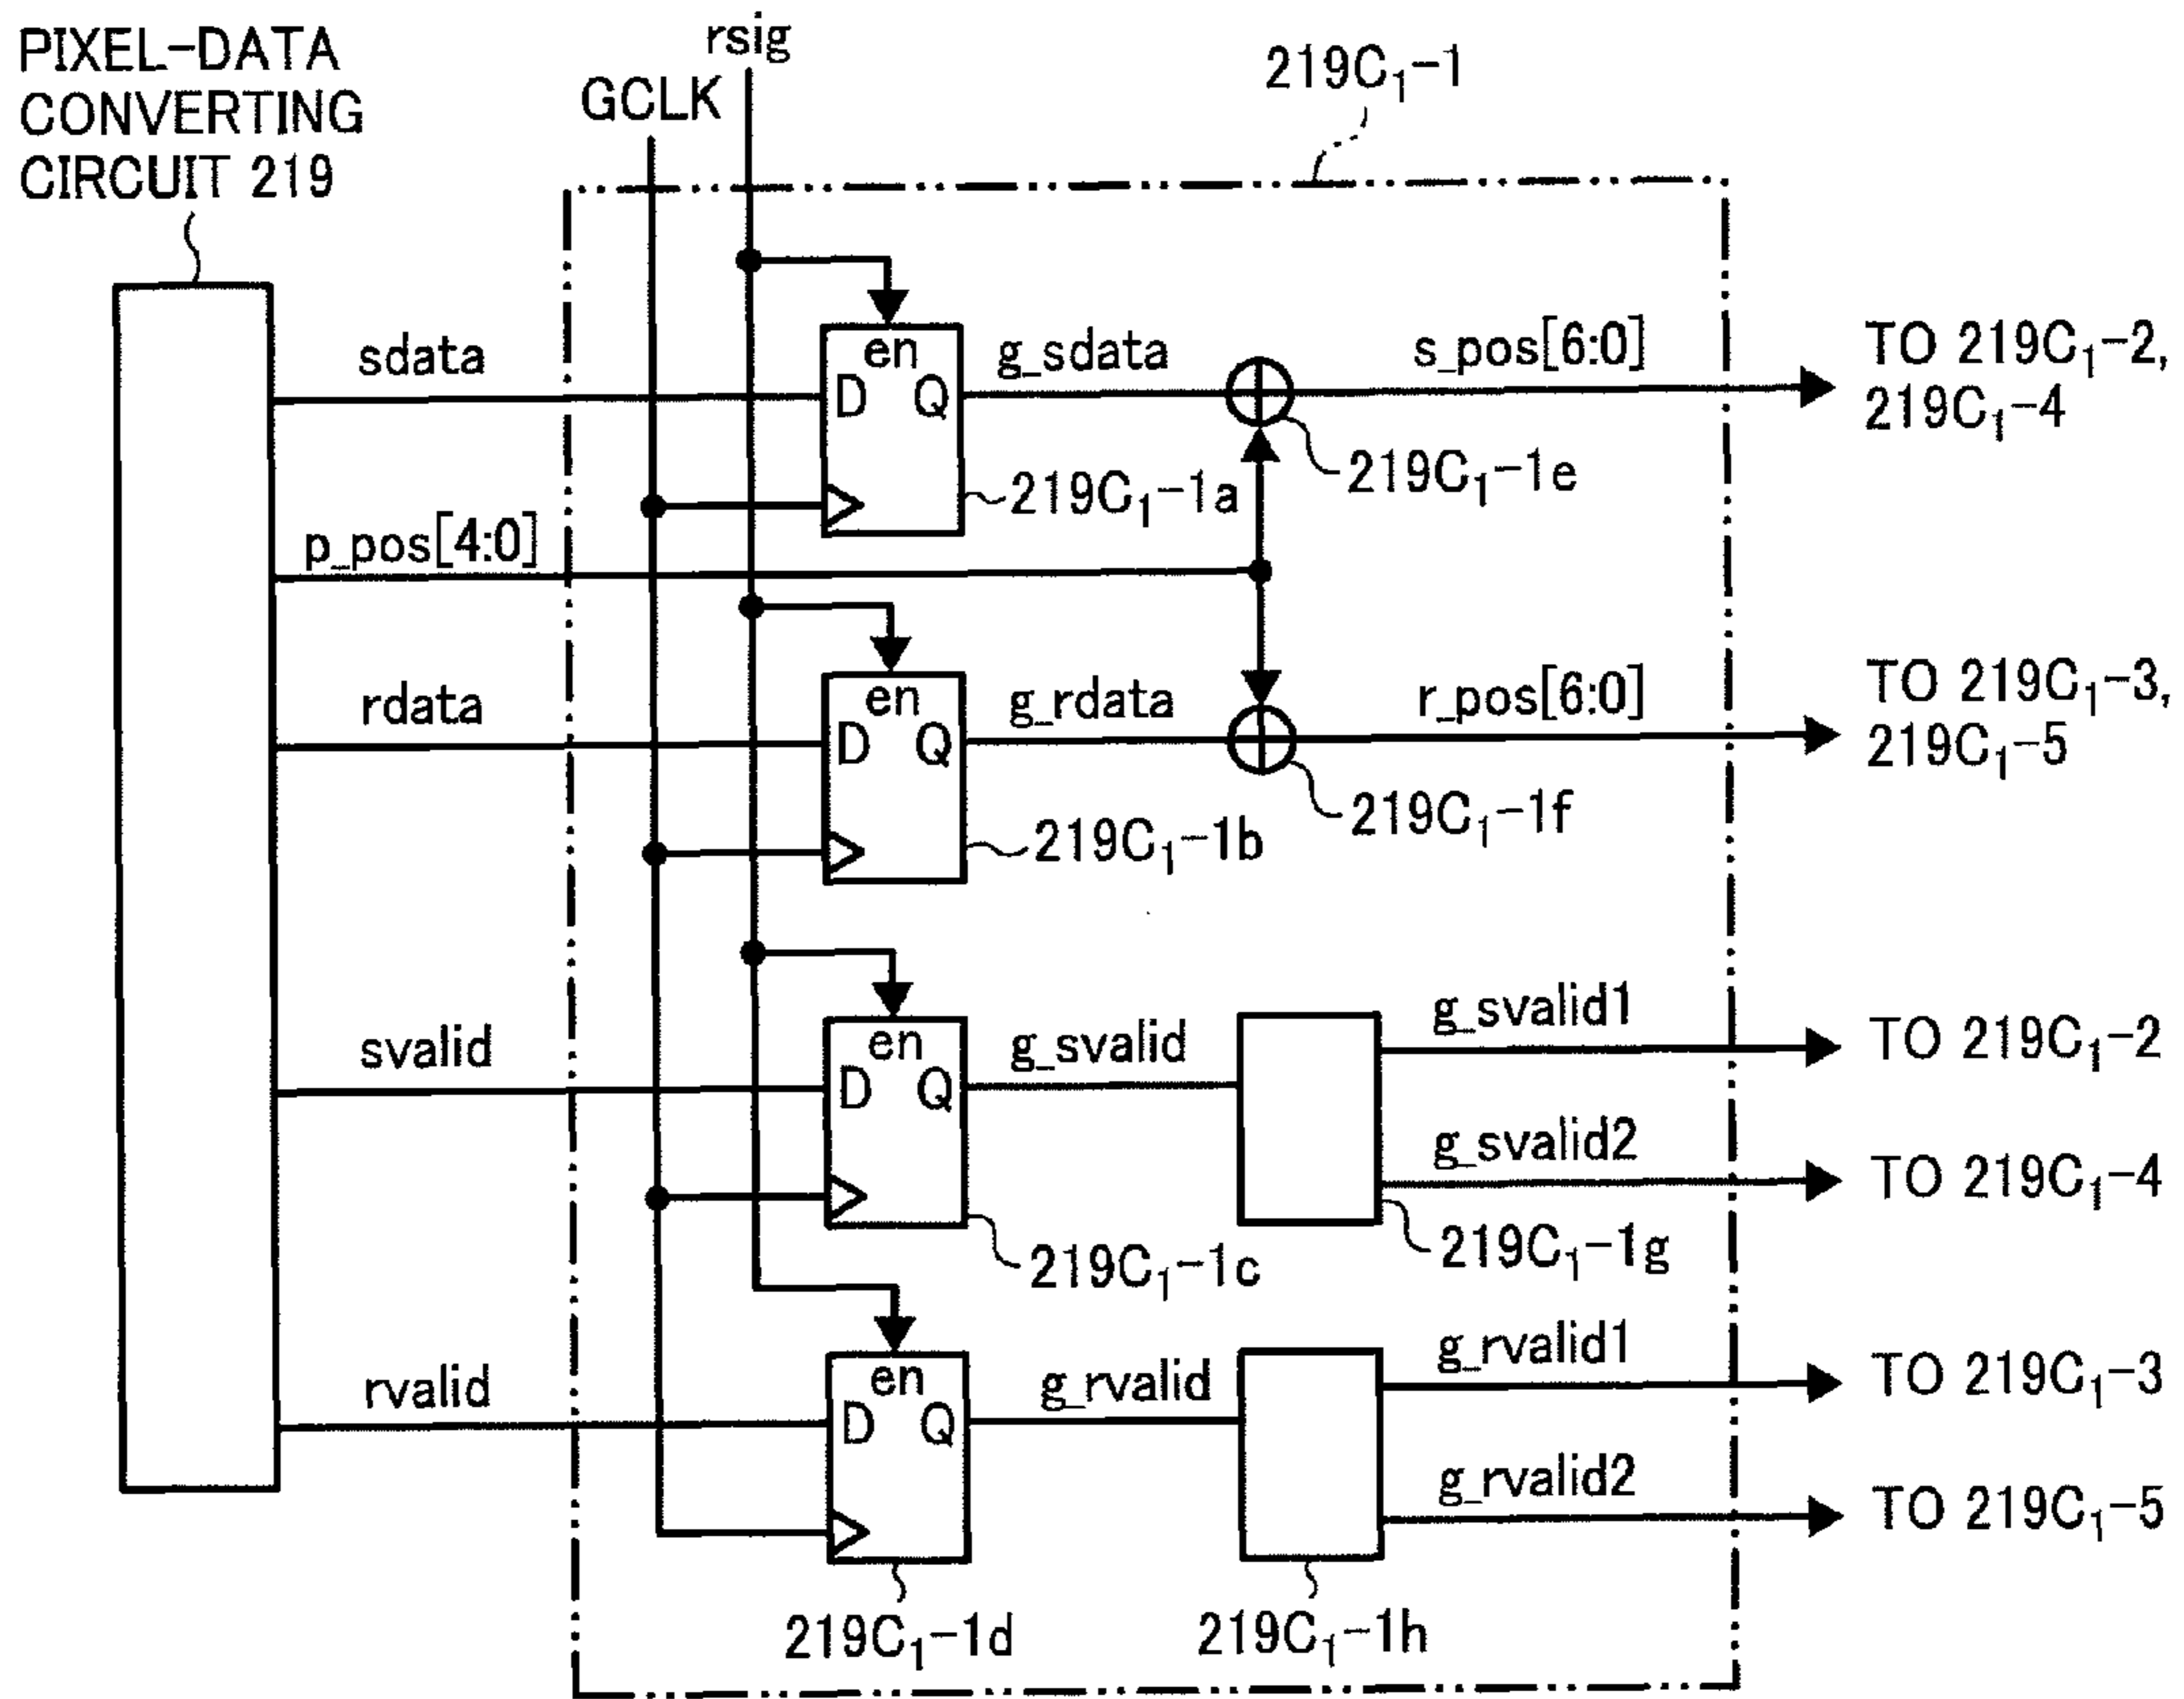 PIXEL-DATA
CONVERTING
CIRCUIT 219
rsig
GCLK
219C₁-1
sdata
en
D Q
g_sdata
s_pos[6:0]
TO 219C₁-2,
219C₁-4
219C₁-1a
219C₁-1e
p_pos[4:0]
rdata
en
D Q
g_rdata
r_pos[6:0]
TO 219C₁-3,
219C₁-5
219C₁-1b
219C₁-1f
svalid
en
D Q
g_svalid
g_svalid1
TO 219C₁-2
g_svalid2
TO 219C₁-4
219C₁-1c
219C₁-1g
rvalid
en
D Q
g_rvalid
g_rvalid1
TO 219C₁-3
g_rvalid2
TO 219C₁-5
219C₁-1d
219C₁-1h